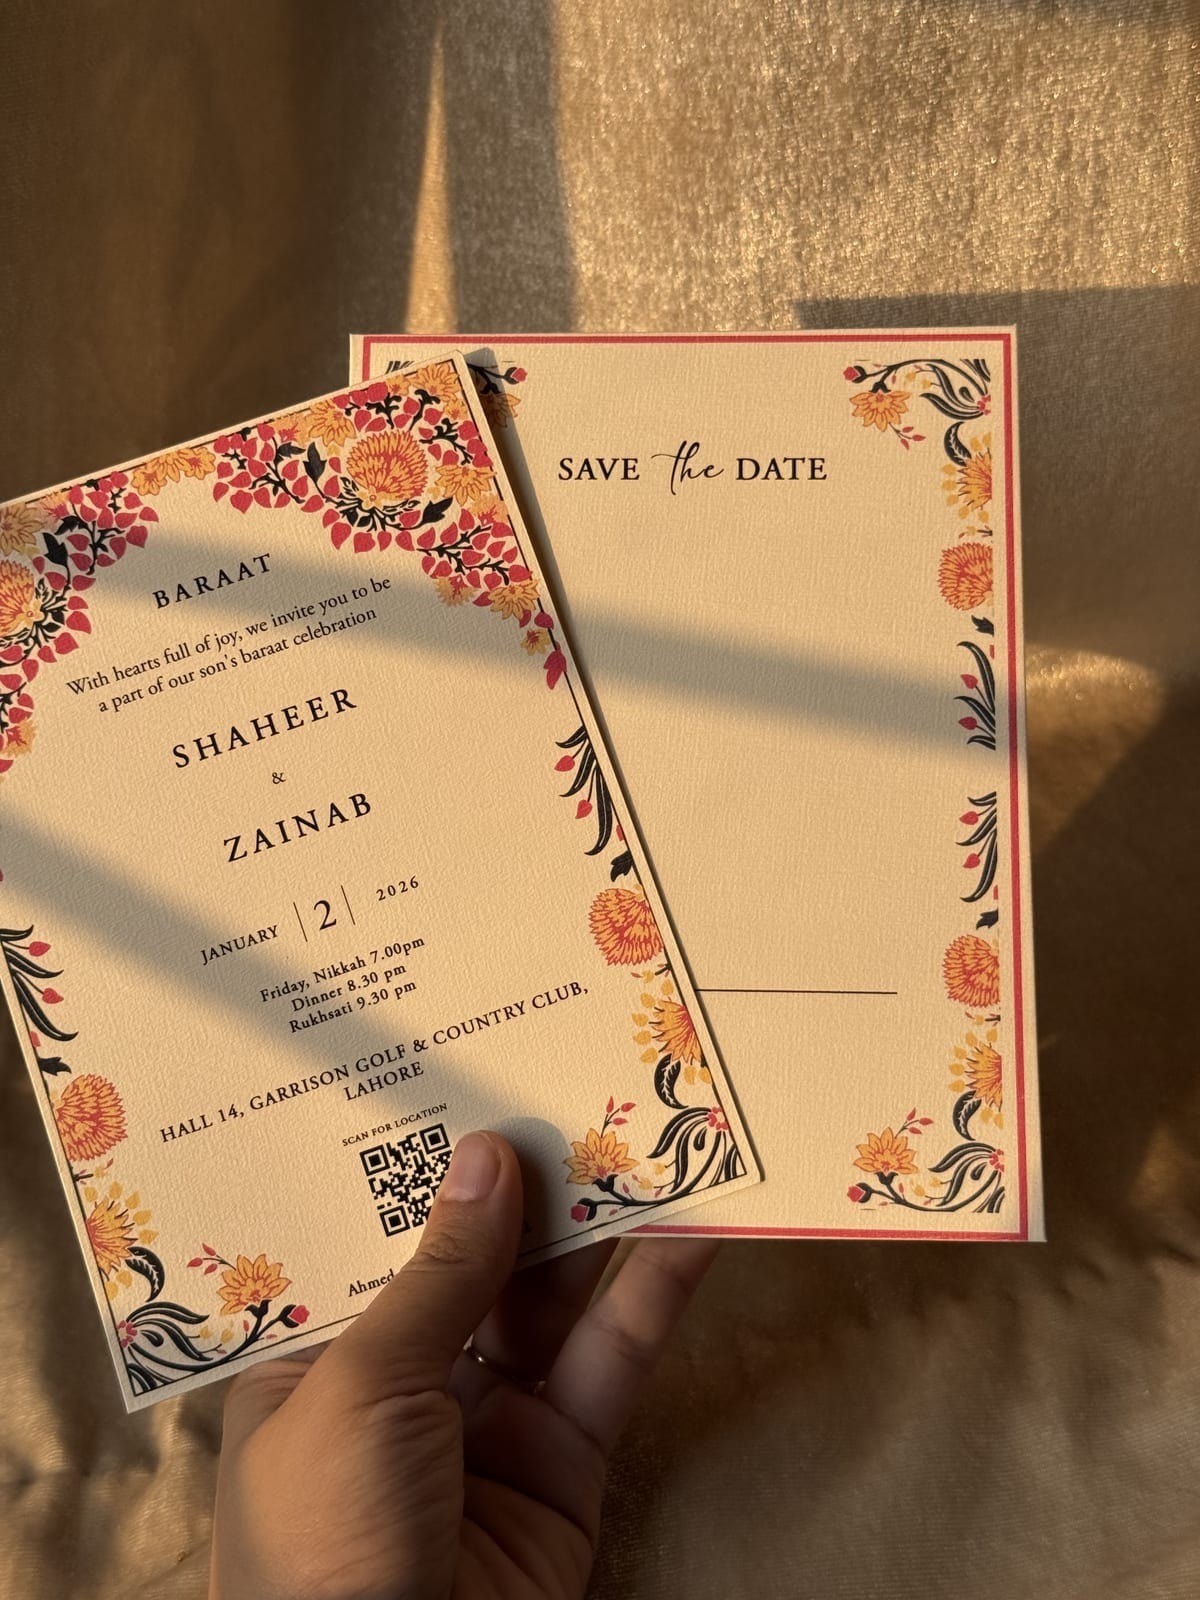 BARAAT
With hearts full of joy, we invite you to be
a part of our son's baraat celebration
SHAHEER
&
ZAINAB
JANUARY | 2 | 2026
Friday, Nikkah 7.00pm
Dinner 8.30 pm
Rukhsati 9.30 pm
HALL 14, GARRISON GOLF & COUNTRY CLUB,
LAHORE
SCAN FOR LOCATION
SAVE the DATE